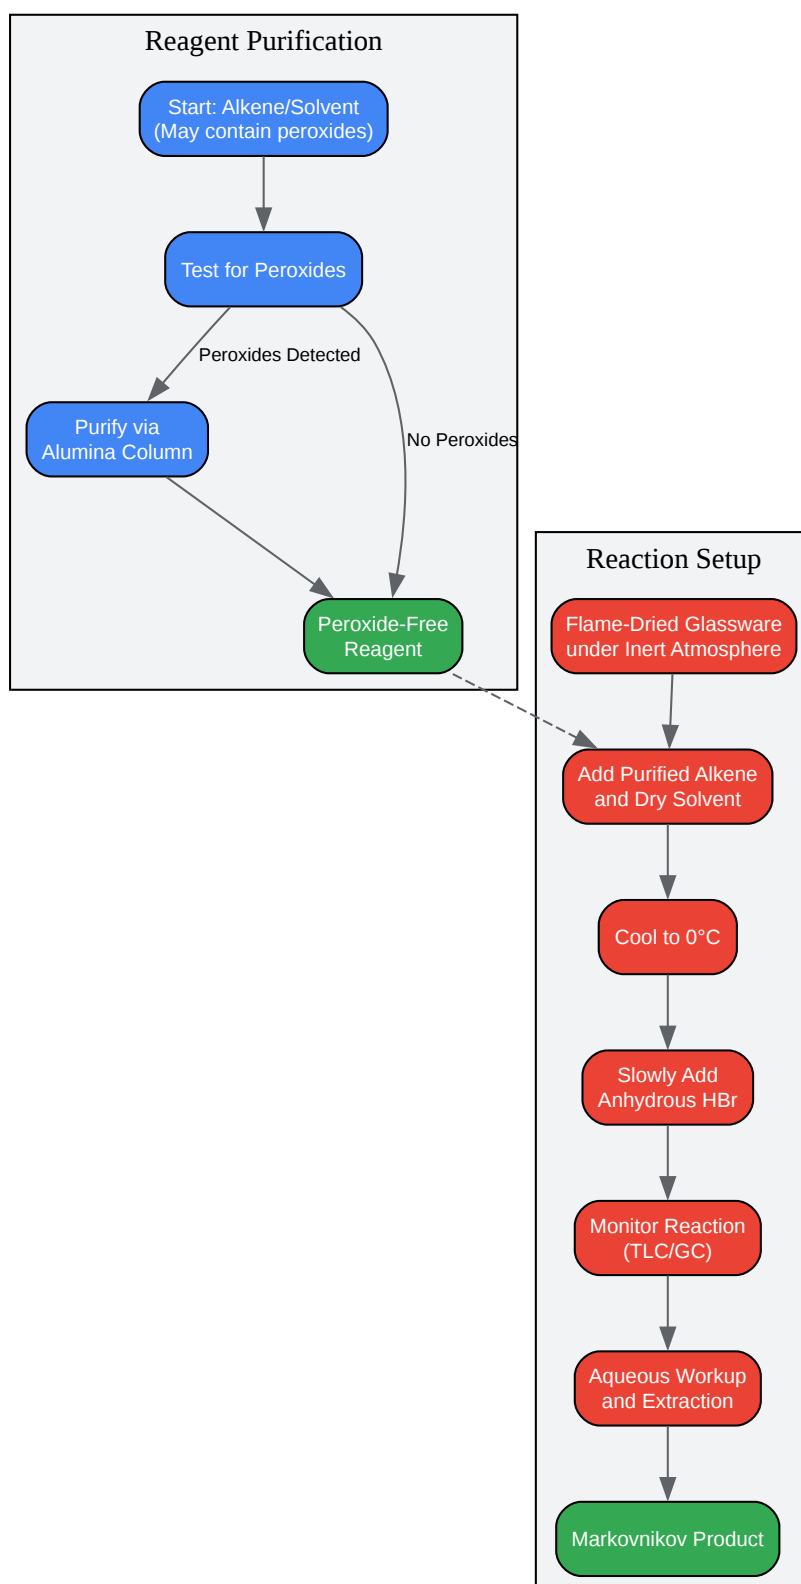 Reagent Purification
Start: Alkene/Solvent
(May contain peroxides)
Test for Peroxides
Peroxides Detected
Purify via
Alumina Column
No Peroxides
Peroxide-Free
Reagent
Reaction Setup
Flame-Dried Glassware
under Inert Atmosphere
Add Purified Alkene
and Dry Solvent
Cool to 0°C
Slowly Add
Anhydrous HBr
Monitor Reaction
(TLC/GC)
Aqueous Workup
and Extraction
Markovnikov Product